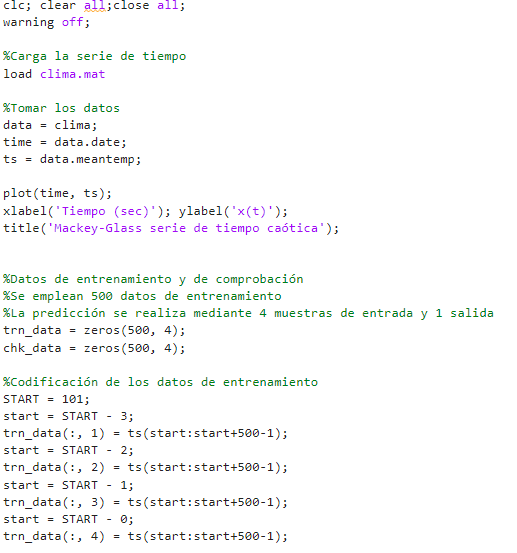 clc; clear all;close all;
warning off;
%Carga la serie de tiempo
load clima.mat
%Tomar los datos
data = clima;
time = data.date;
ts = data.meantemp;
plot(time, ts);
xlabel('Tiempo (sec)'); ylabel('x(t)');
title('Mackey-Glass serie de tiempo caótica');
%Datos de entrenamiento y de comprobación
%Se emplean 500 datos de entrenamiento
%La predicción se realiza mediante 4 muestras de entrada y 1 salida
trn_data = zeros(500, 4);
chk_data = zeros(500, 4);
%Codificación de los datos de entrenamiento
START = 101;
start = START - 3;
trn_data(:, 1) = ts(start:start+500-1);
start = START - 2;
trn_data(:, 2) = ts(start:start+500-1);
start = START - 1;
trn_data(:, 3) = ts(start:start+500-1);
start = START - 0;
trn_data(:, 4) = ts(start:start+500-1);